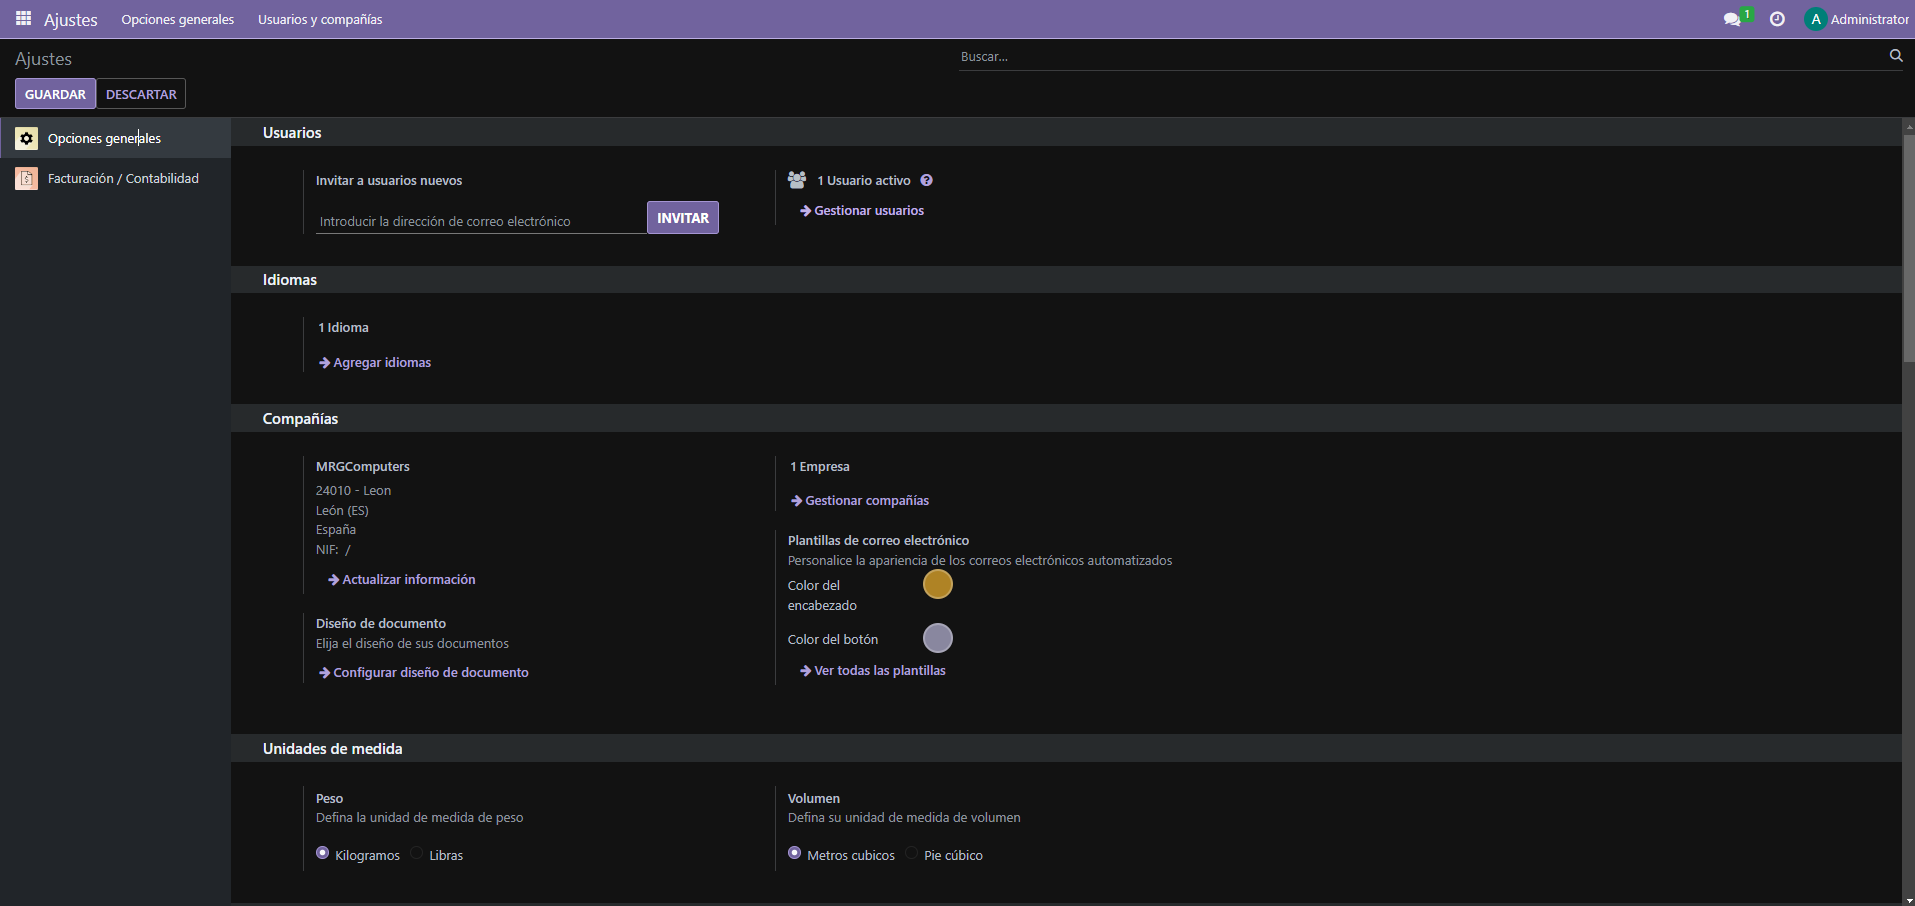 Ajustes Opciones generales Usuarios y compañías 1 A Administrator
Ajustes
Buscar...
GUARDAR DESCARTAR
Opciones generales
Facturación / Contabilidad
Usuarios
Invitar a usuarios nuevos
Introducir la dirección de correo electrónico INVITAR
1 Usuario activo ?
Gestionar usuarios
Idiomas
1 Idioma
Agregar idiomas
Compañías
MRGComputers
24010 - Leon
León (ES)
España
NIF: /
Actualizar información
Diseño de documento
Elija el diseño de sus documentos
Configurar diseño de documento
1 Empresa
Gestionar compañías
Plantillas de correo electrónico
Personalice la apariencia de los correos electrónicos automatizados
Color del
encabezado
Color del botón
Ver todas las plantillas
Unidades de medida
Peso
Defina la unidad de medida de peso
Kilogramos Libras
Volumen
Defina su unidad de medida de volumen
Metros cubicos Pie cúbico